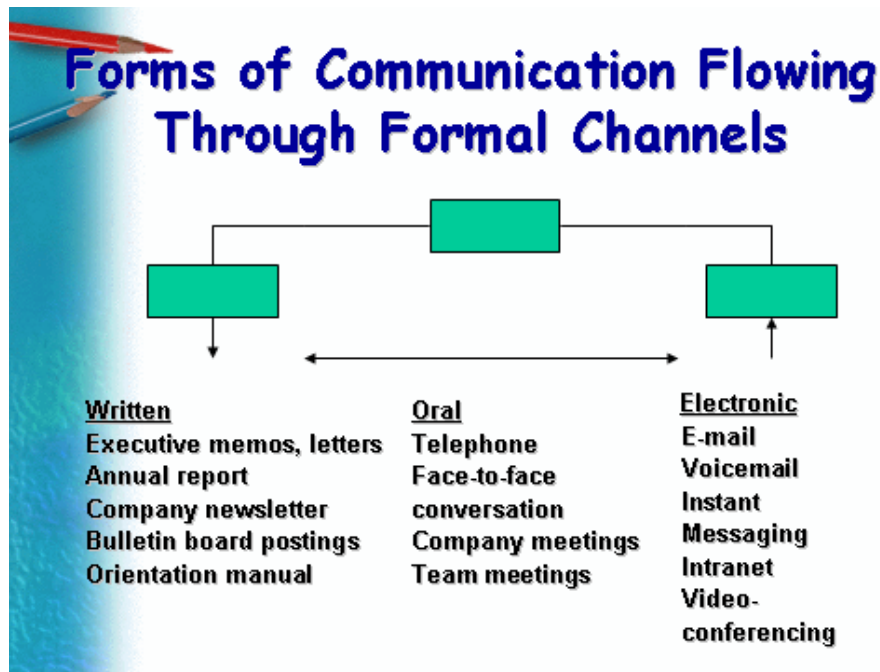 Forms of Communication Flowing
Through Formal Channels
Written
Executive memos, letters
Annual report
Company newsletter
Bulletin board postings
Orientation manual
Oral
Telephone
Face-to-face
conversation
Company meetings
Team meetings
Electronic
E-mail
Voicemail
Instant
Messaging
Intranet
Video-
conferencing